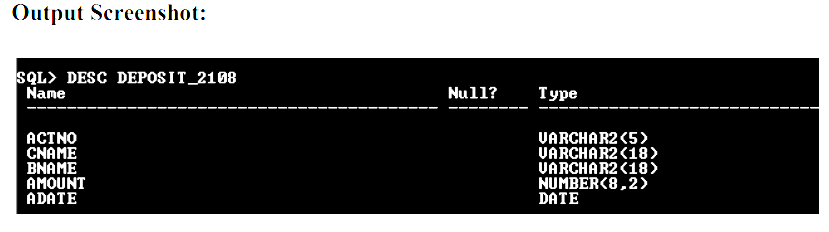 Output Screenshot:
SQL> DESC DEPOSIT_2108
Name Null? Type
----------------------------------------- -------- ----------------------------
ACTNO VARCHAR2(5)
CNAME VARCHAR2(18)
BNAME VARCHAR2(18)
AMOUNT NUMBER(8,2)
ADATE DATE